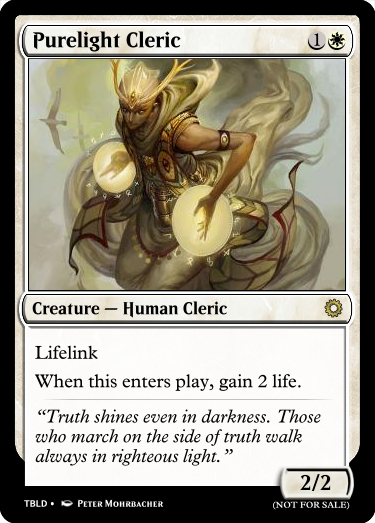 Purelight Cleric 1
Creature — Human Cleric
Lifelink
When this enters play, gain 2 life.
“Truth shines even in darkness. Those
who march on the side of truth walk
always in righteous light.”
2/2
TBLD • Peter Mohrbacher
(NOT FOR SALE)